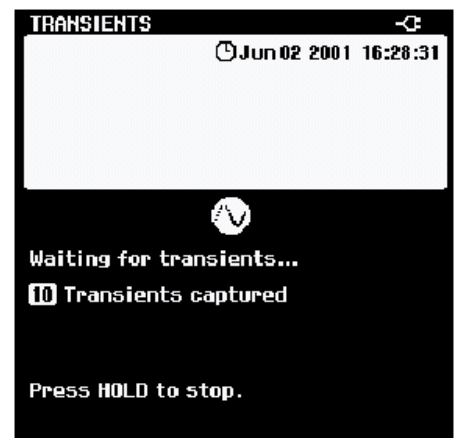 TRANSIENTS
Jun 02 2001 16:28:31
Waiting for transients...
10 Transients captured
Press HOLD to stop.